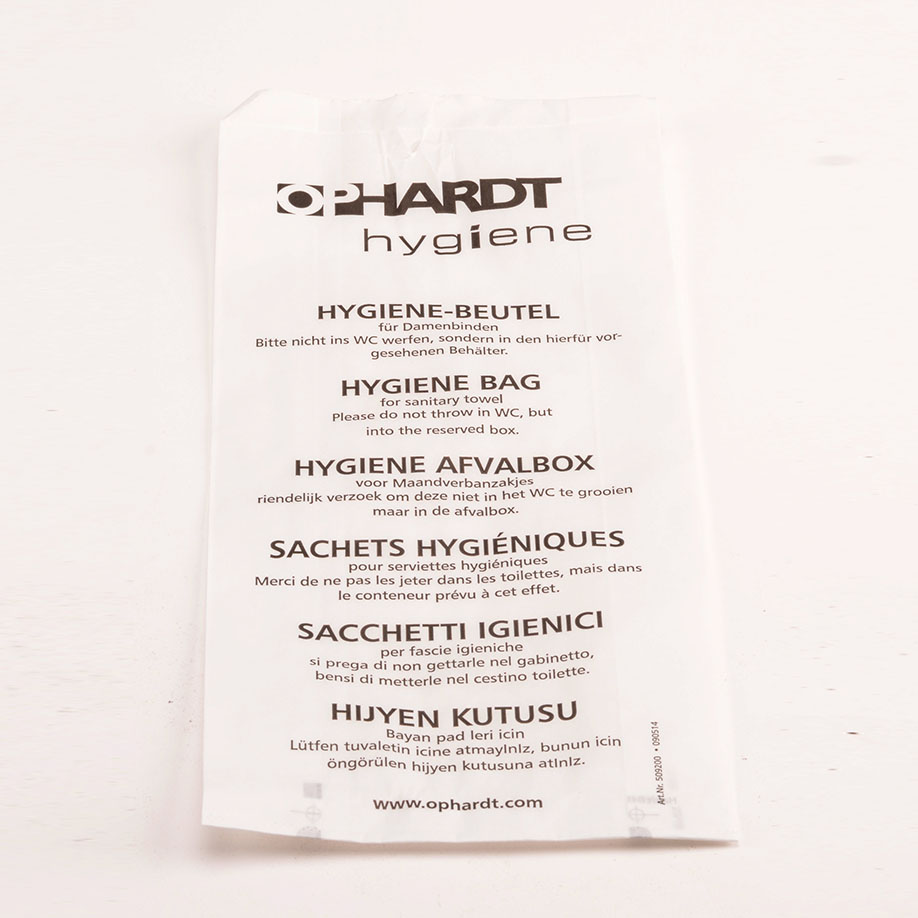 OPHARDT
hygiene
HYGIENE-BEUTEL
für Damenbinden
Bitte nicht ins WC werfen, sondern in den hierfür vor-
gesehenen Behälter.
HYGIENE BAG
for sanitary towel
Please do not throw in WC, but
into the reserved box.
HYGIENE AFVALBOX
voor Maandverbanzakjes
riendelijk verzoek om deze niet in het WC te grooien
maar in de afvalbox.
SACHETS HYGIÉNIQUES
pour serviettes hygiéniques
Merci de ne pas les jeter dans les toilettes, mais dans
le conteneur prévu à cet effet.
SACCHETTI IGIENICI
per fascie igieniche
si prega di non gettarle nel gabinetto,
bensi di metterle nel cestino toilette.
HIJYEN KUTUSU
Bayan pad leri icin
Lütfen tuvaletin icine atmaylnlz, bunun icin
öngörülen hijyen kutusuna atlnlz.
www.ophardt.com
Art.Nr. 509200 • 090514